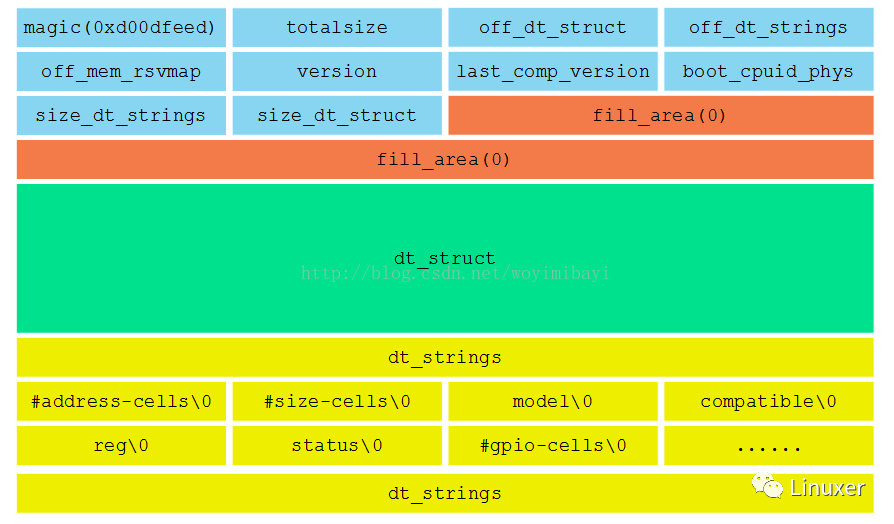 magic(0xd00dfeed) totalsize off_dt_struct off_dt_strings
off_mem_rsvmap version last_comp_version boot_cpuid_phys
size_dt_strings size_dt_struct fill_area(0)
fill_area(0)
dt_struct
http://blog.csdn.net/woyimibayi
dt_strings
#address-cells\0 #size-cells\0 model\0 compatible\0
reg\0 status\0 #gpio-cells\0 ......
dt_strings
Linuxer